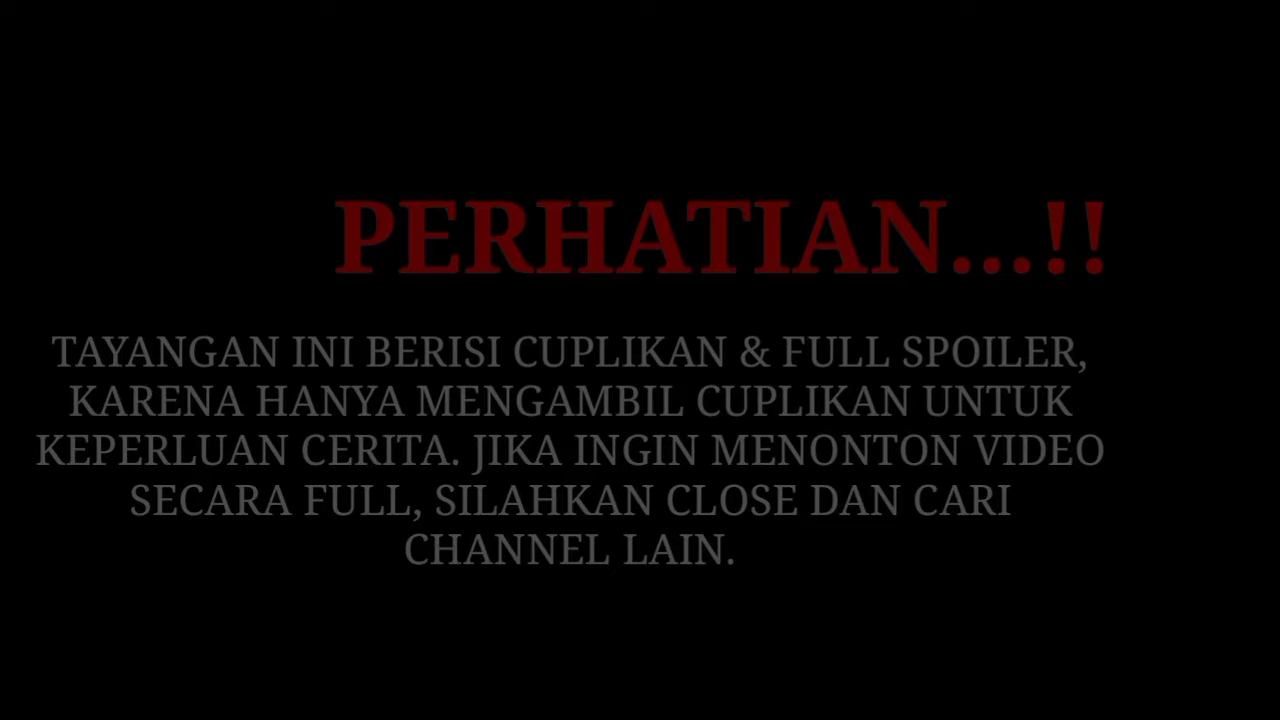 PERHATIAN...!!
TAYANGAN INI BERISI CUPLIKAN & FULL SPOILER,
KARENA HANYA MENGAMBIL CUPLIKAN UNTUK
KEPERLUAN CERITA. JIKA INGIN MENONTON VIDEO
SECARA FULL, SILAHKAN CLOSE DAN CARI
CHANNEL LAIN.